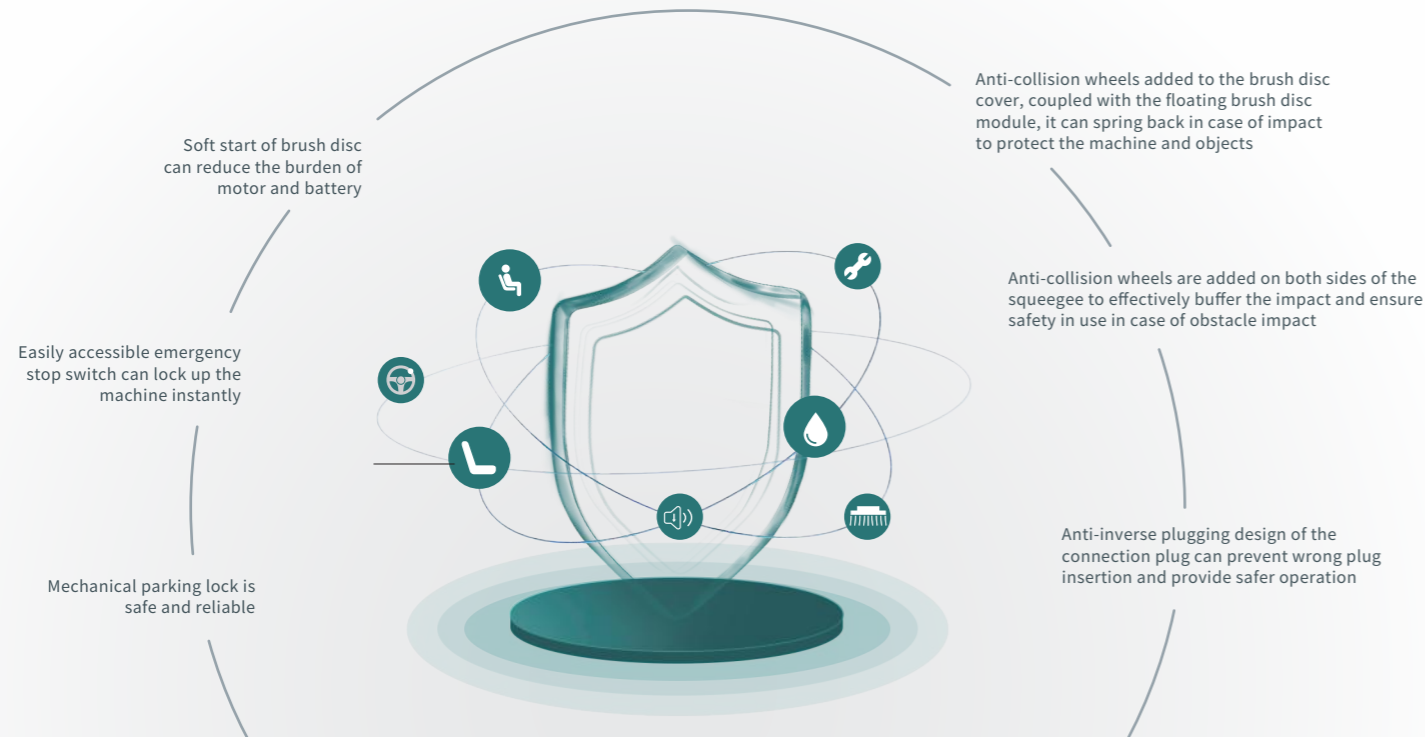 Soft start of brush disc
can reduce the burden of
motor and battery
Easily accessible emergency
stop switch can lock up the
machine instantly
Mechanical parking lock is
safe and reliable
Anti-collision wheels added to the brush disc
cover, coupled with the floating brush disc
module, it can spring back in case of impact
to protect the machine and objects
Anti-collision wheels are added on both sides of the
squeegee to effectively buffer the impact and ensure
safety in use in case of obstacle impact
Anti-inverse plugging design of the
connection plug can prevent wrong plug
insertion and provide safer operation